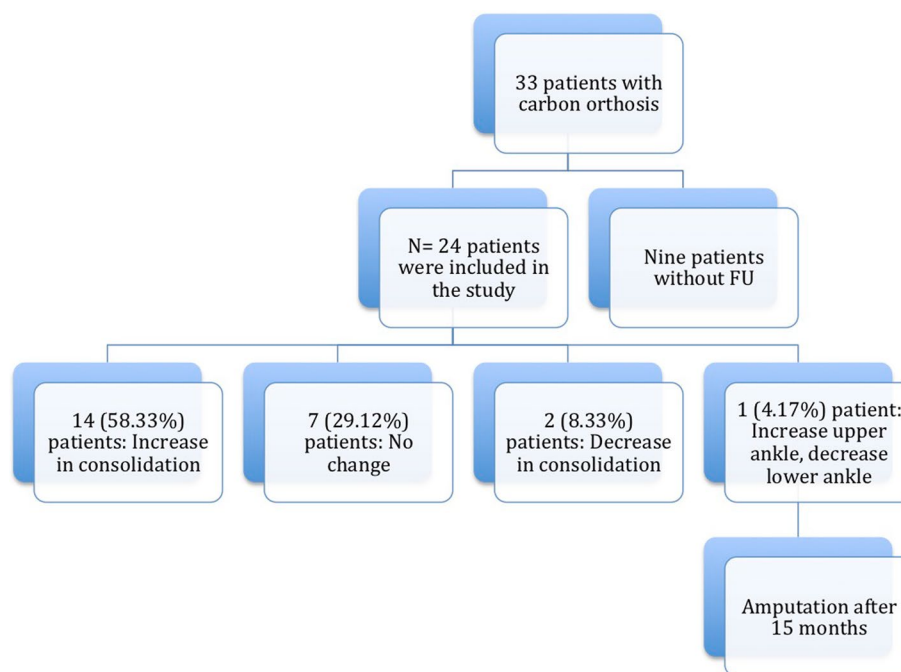 33 patients with
carbon orthosis
N= 24 patients
were included in
the study
Nine patients
without FU
14 (58.33%)
patients: Increase
in consolidation
7 (29.12%)
patients: No
change
2 (8.33%)
patients: Decrease
in consolidation
1 (4.17%) patient:
Increase upper
ankle, decrease
lower ankle
Amputation after
15 months